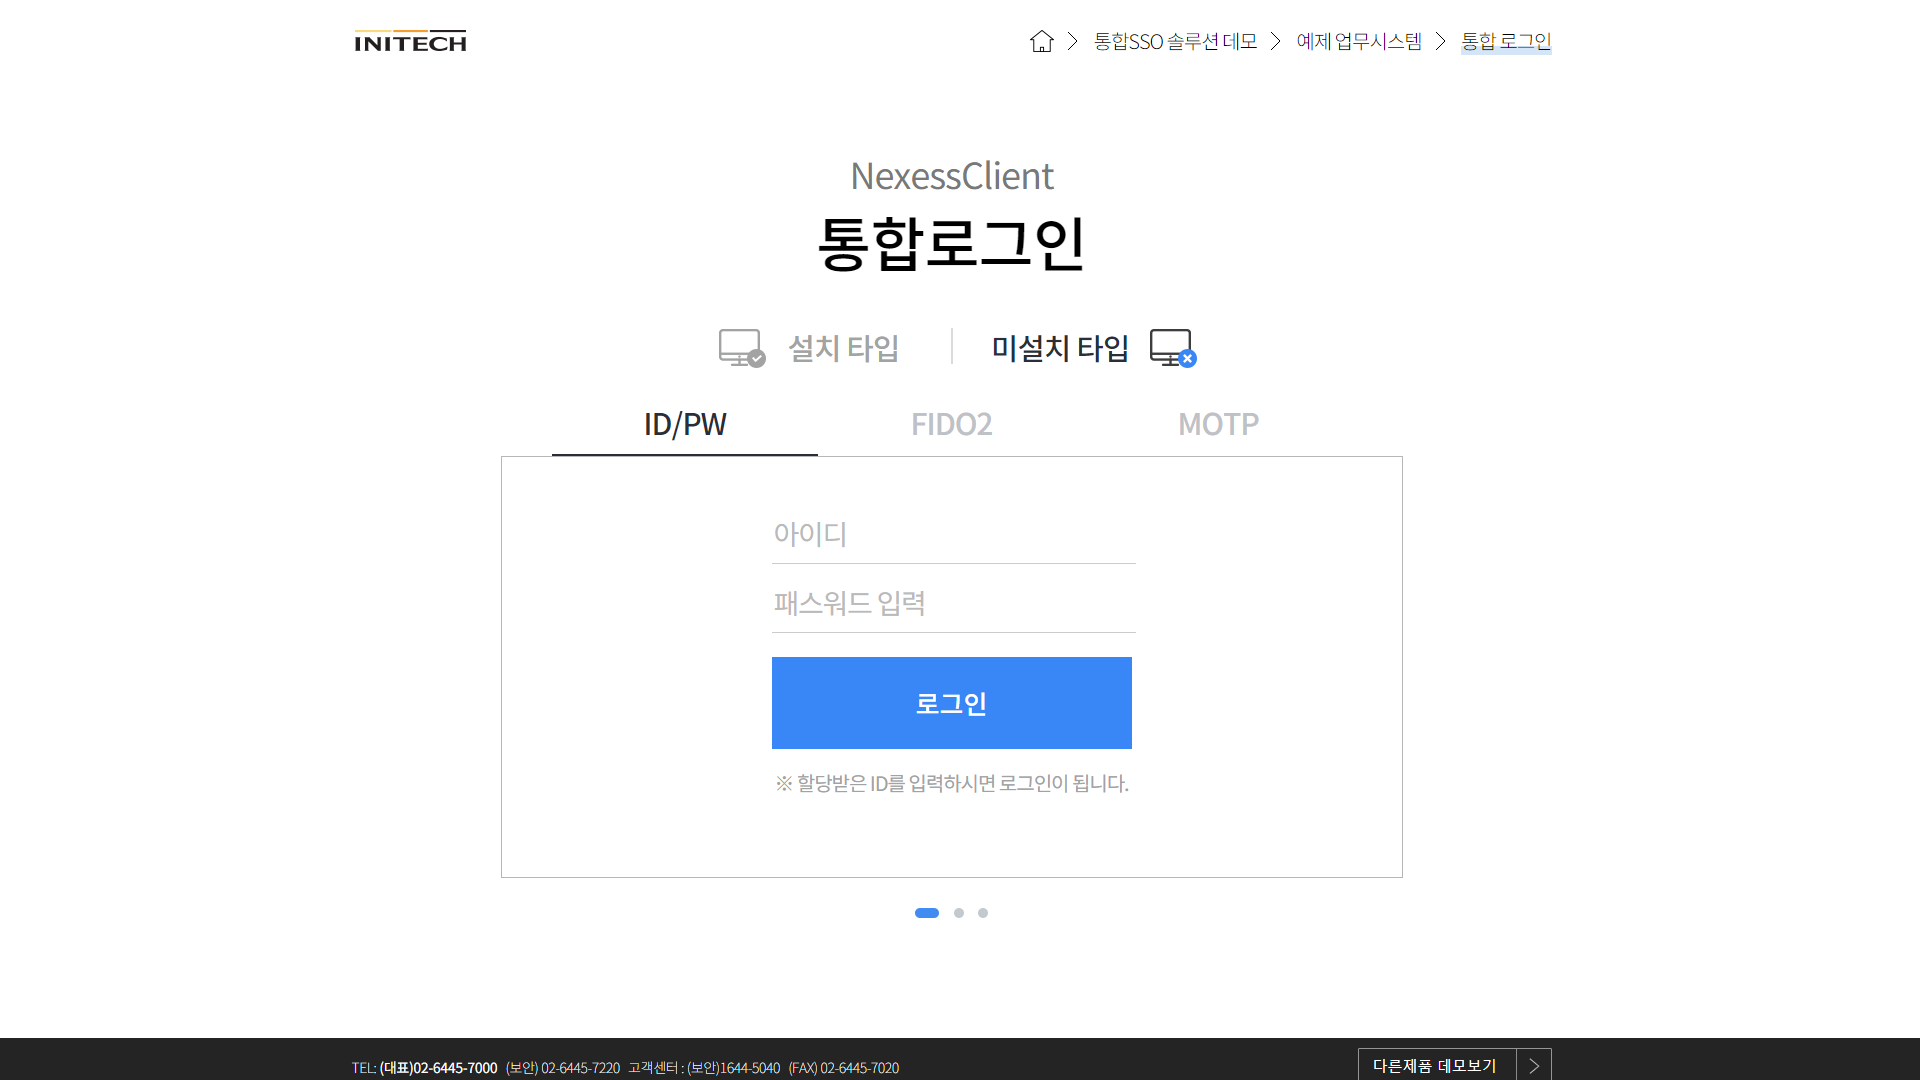 INITECH
통합SSO 솔루션 데모 예제 업무시스템 통합 로그인
NexessClient
통합로그인
설치 타입 미설치 타입
ID/PW FIDO2 MOTP
아이디
패스워드 입력
로그인
※ 할당받은 ID를 입력하시면 로그인이 됩니다.
TEL: (대표)02-6445-7000 (보안) 02-6445-7220 고객센터 : (보안)1644-5040 (FAX) 02-6445-7020
다른제품 데모보기